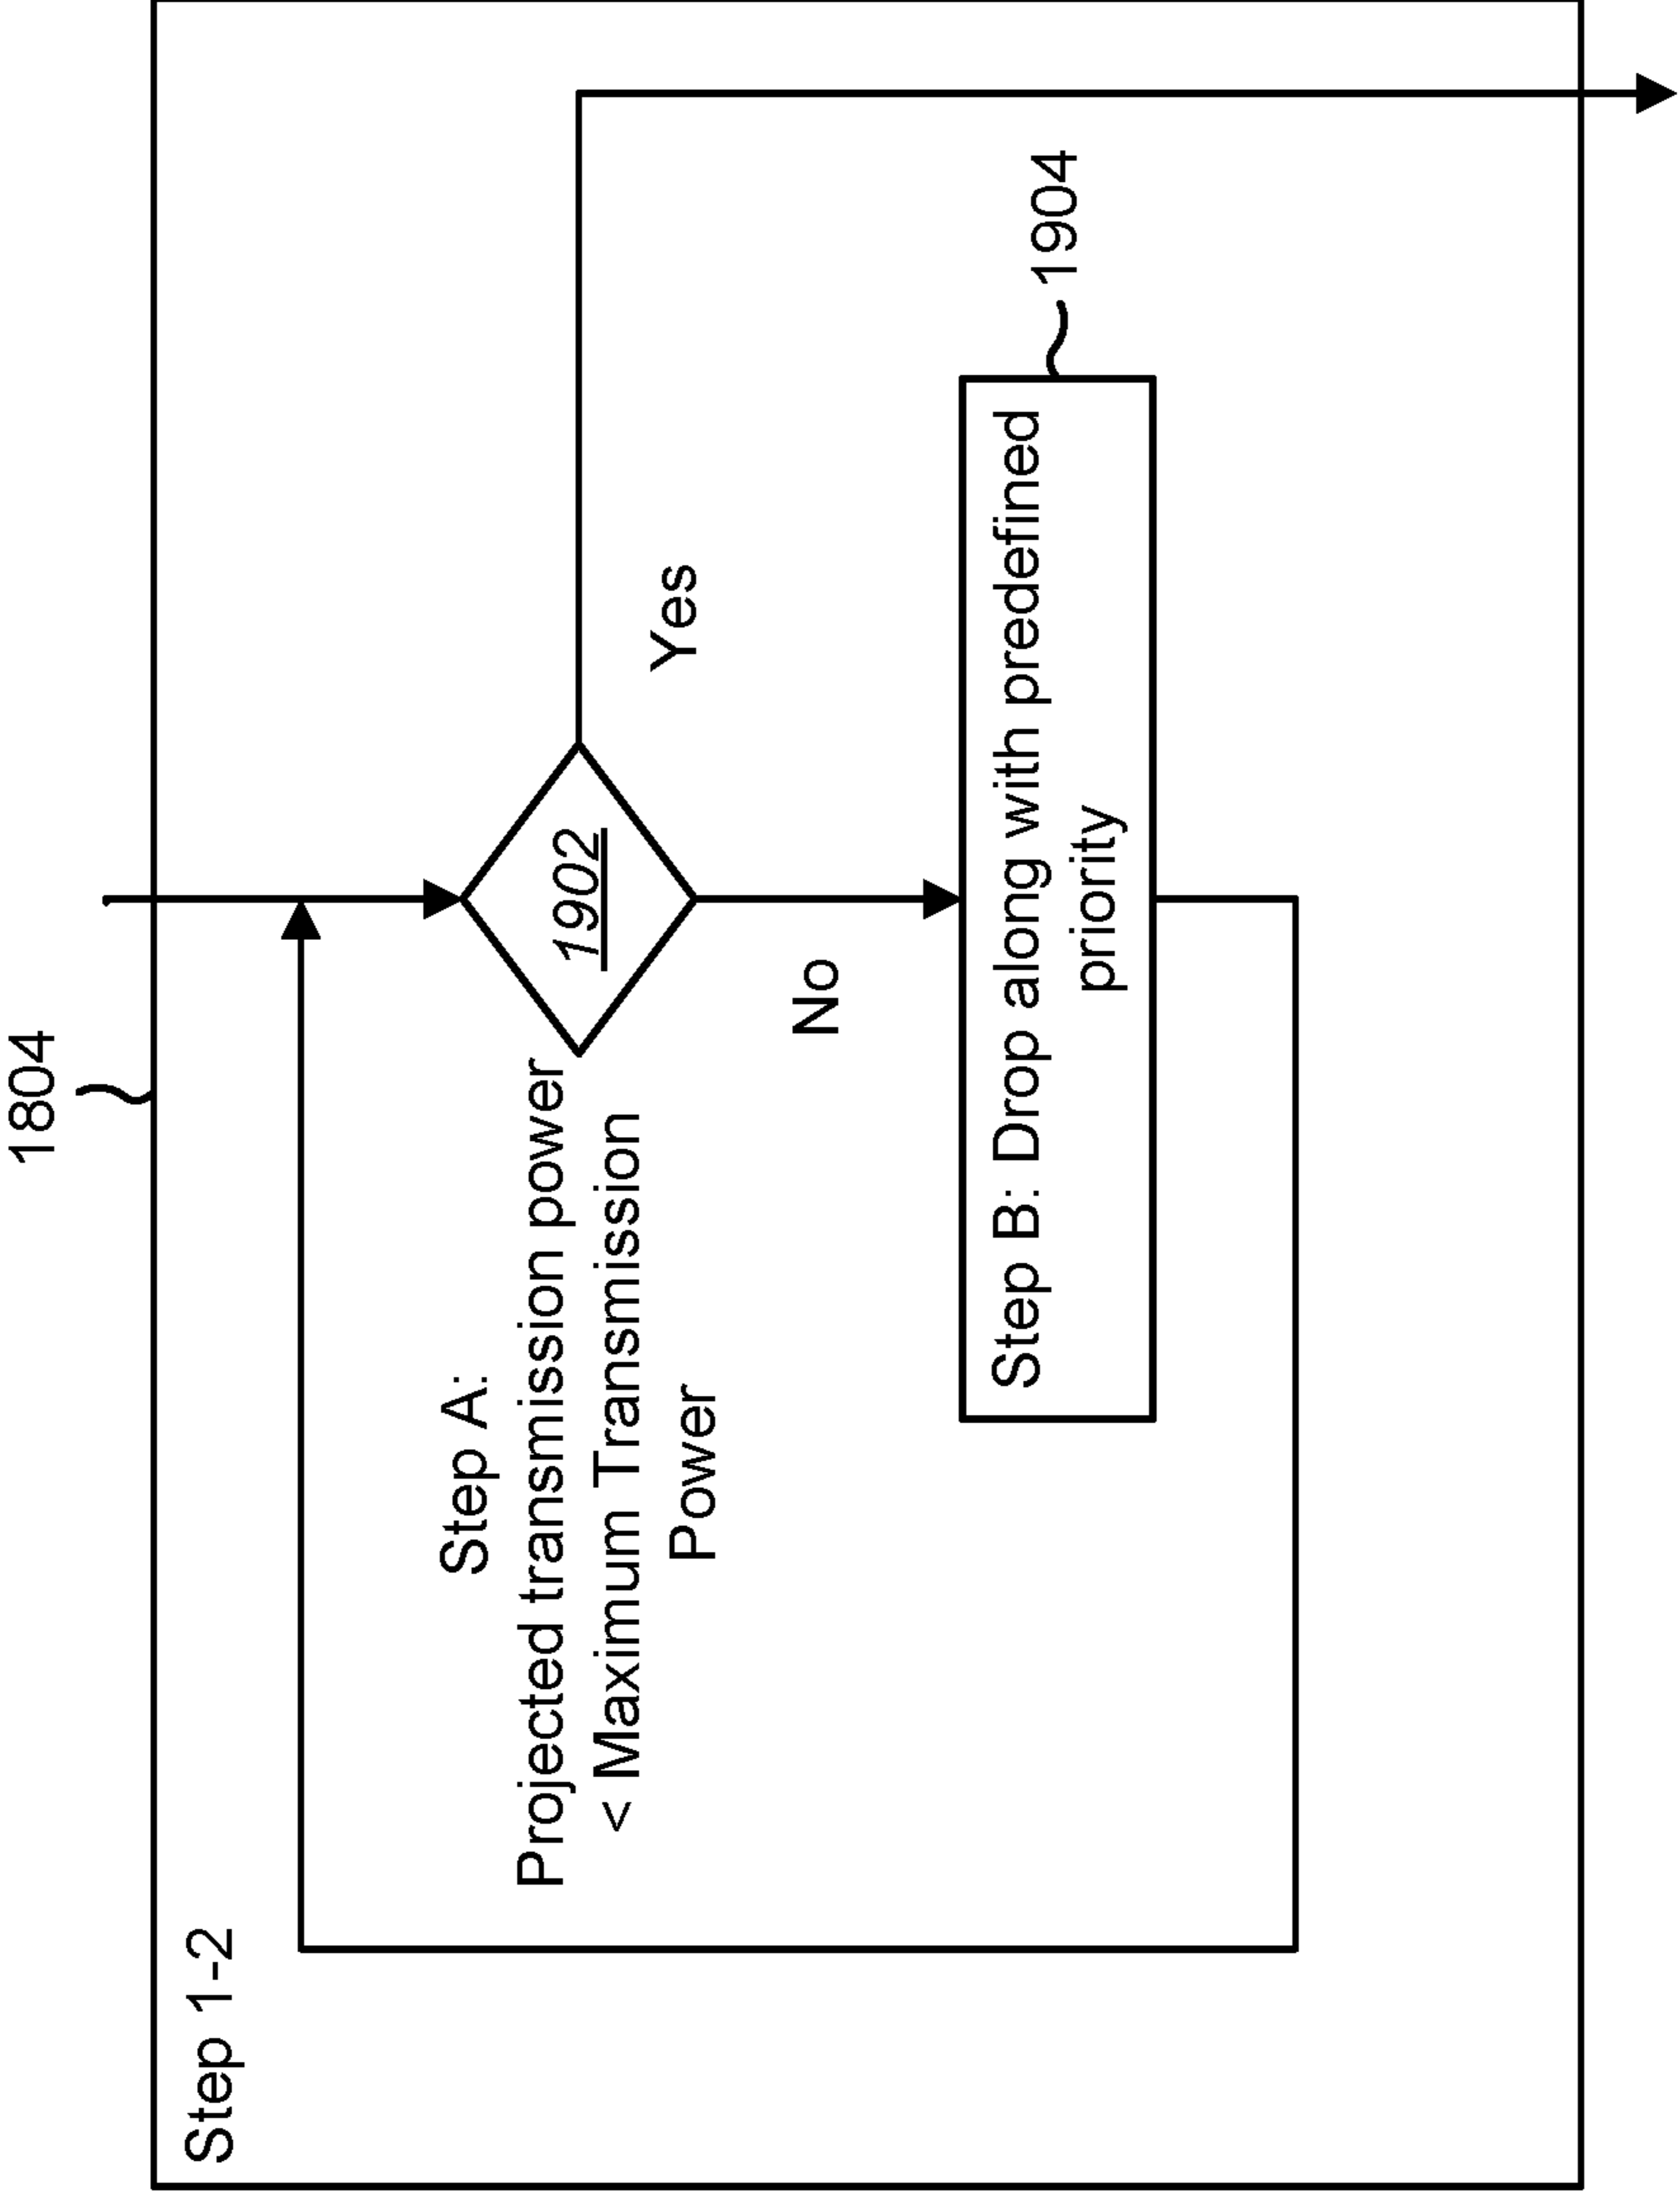 1804
Step 1-2
Step A:
Projected transmission power
< Maximum Transmission
Power
1902
Yes
No
1904
Step B: Drop along with predefined
priority